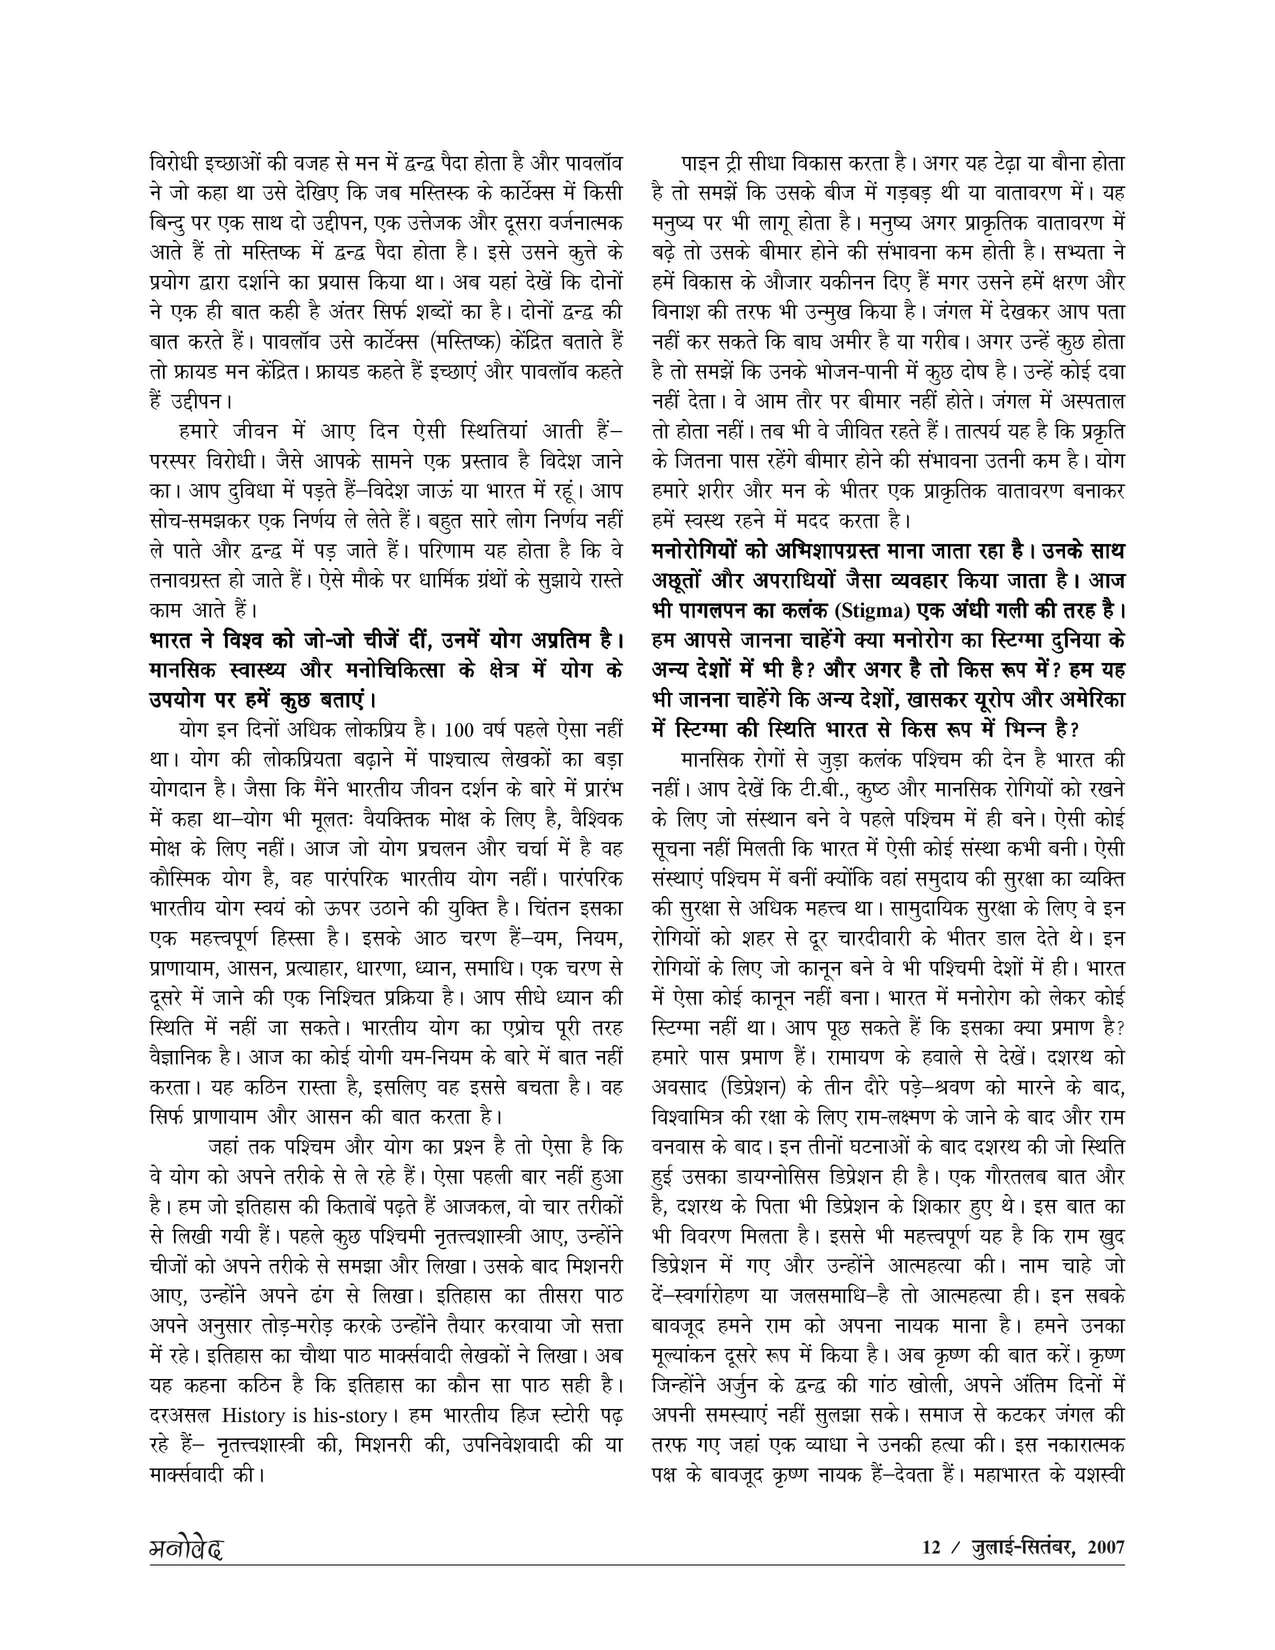 विरोधी इच्छाओं की वजह से मन में द्वन्द्व पैदा होता है और पावलॉव
ने जो कहा था उसे देखिए कि जब मस्तिस्क के कार्टेक्स में किसी
बिन्दु पर एक साथ दो उद्दीपन, एक उत्तेजक और दूसरा वर्जनात्मक
आते हैं तो मस्तिष्क में द्वन्द्व पैदा होता है। इसे उसने कुत्ते के
प्रयोग द्वारा दर्शाने का प्रयास किया था। अब यहां देखें कि दोनों
ने एक ही बात कही है अंतर सिर्फ शब्दों का है। दोनों द्वन्द्व की
बात करते हैं। पावलॉव उसे कार्टेक्स (मस्तिष्क) केंद्रित बताते हैं
तो फ्रायड मन केंद्रित। फ्रायड कहते हैं इच्छाएं और पावलॉव कहते
हैं उद्दीपन।
हमारे जीवन में आए दिन ऐसी स्थितियां आती हैं–
परस्पर विरोधी। जैसे आपके सामने एक प्रस्ताव है विदेश जाने
का। आप दुविधा में पड़ते हैं–विदेश जाऊं या भारत में रहूं। आप
सोच-समझकर एक निर्णय ले लेते हैं। बहुत सारे लोग निर्णय नहीं
ले पाते और द्वन्द्व में पड़ जाते हैं। परिणाम यह होता है कि वे
तनावग्रस्त हो जाते हैं। ऐसे मौके पर धार्मिक ग्रंथों के सुझाये रास्ते
काम आते हैं।
भारत ने विश्व को जो-जो चीजें दीं, उनमें योग अप्रतिम है।
मानसिक स्वास्थ्य और मनोचिकित्सा के क्षेत्र में योग के
उपयोग पर हमें कुछ बताएं।
योग इन दिनों अधिक लोकप्रिय है। 100 वर्ष पहले ऐसा नहीं
था। योग की लोकप्रियता बढ़ाने में पाश्चात्य लेखकों का बड़ा
योगदान है। जैसा कि मैंने भारतीय जीवन दर्शन के बारे में प्रारंभ
में कहा था–योग भी मूलतः वैयक्तिक मोक्ष के लिए है, वैश्विक
मोक्ष के लिए नहीं। आज जो योग प्रचलन और चर्चा में है वह
कौस्मिक योग है, वह पारंपरिक भारतीय योग नहीं। पारंपरिक
भारतीय योग स्वयं को ऊपर उठाने की युक्ति है। चिंतन इसका
एक महत्त्वपूर्ण हिस्सा है। इसके आठ चरण हैं–यम, नियम,
प्राणायाम, आसन, प्रत्याहार, धारणा, ध्यान, समाधि। एक चरण से
दूसरे में जाने की एक निश्चित प्रक्रिया है। आप सीधे ध्यान की
स्थिति में नहीं जा सकते। भारतीय योग का एप्रोच पूरी तरह
वैज्ञानिक है। आज का कोई योगी यम-नियम के बारे में बात नहीं
करता। यह कठिन रास्ता है, इसलिए वह इससे बचता है। वह
सिर्फ प्राणायाम और आसन की बात करता है।
जहां तक पश्चिम और योग का प्रश्न है तो ऐसा है कि
वे योग को अपने तरीके से ले रहे हैं। ऐसा पहली बार नहीं हुआ
है। हम जो इतिहास की किताबें पढ़ते हैं आजकल, वो चार तरीकों
से लिखी गयी हैं। पहले कुछ पश्चिमी नृतत्त्वशास्त्री आए, उन्होंने
चीजों को अपने तरीके से समझा और लिखा। उसके बाद मिशनरी
आए, उन्होंने अपने ढंग से लिखा। इतिहास का तीसरा पाठ
अपने अनुसार तोड़-मरोड़ करके उन्होंने तैयार करवाया जो सत्ता
में रहे। इतिहास का चौथा पाठ मार्क्सवादी लेखकों ने लिखा। अब
यह कहना कठिन है कि इतिहास का कौन सा पाठ सही है।
दरअसल History is his-story। हम भारतीय हिज स्टोरी पढ़
रहे हैं– नृतत्त्वशास्त्री की, मिशनरी की, उपनिवेशवादी की या
मार्क्सवादी की।
पाइन ट्री सीधा विकास करता है। अगर यह टेढ़ा या बौना होता
है तो समझें कि उसके बीज में गड़बड़ थी या वातावरण में। यह
मनुष्य पर भी लागू होता है। मनुष्य अगर प्राकृतिक वातावरण में
बढ़े तो उसके बीमार होने की संभावना कम होती है। सभ्यता ने
हमें विकास के औजार यकीनन दिए हैं मगर उसने हमें क्षरण और
विनाश की तरफ भी उन्मुख किया है। जंगल में देखकर आप पता
नहीं कर सकते कि बाघ अमीर है या गरीब। अगर उन्हें कुछ होता
है तो समझें कि उनके भोजन-पानी में कुछ दोष है। उन्हें कोई दवा
नहीं देता। वे आम तौर पर बीमार नहीं होते। जंगल में अस्पताल
तो होता नहीं। तब भी वे जीवित रहते हैं। तात्पर्य यह है कि प्रकृति
के जितना पास रहेंगे बीमार होने की संभावना उतनी कम है। योग
हमारे शरीर और मन के भीतर एक प्राकृतिक वातावरण बनाकर
हमें स्वस्थ रहने में मदद करता है।
मनोरोगियों को अभिशापग्रस्त माना जाता रहा है। उनके साथ
अछूतों और अपराधियों जैसा व्यवहार किया जाता है। आज
भी पागलपन का कलंक (Stigma) एक अंधी गली की तरह है।
हम आपसे जानना चाहेंगे क्या मनोरोग का स्टिग्मा दुनिया के
अन्य देशों में भी है? और अगर है तो किस रूप में? हम यह
भी जानना चाहेंगे कि अन्य देशों, खासकर यूरोप और अमेरिका
में स्टिग्मा की स्थिति भारत से किस रूप में भिन्न है?
मानसिक रोगों से जुड़ा कलंक पश्चिम की देन है भारत की
नहीं। आप देखें कि टी.बी., कुष्ठ और मानसिक रोगियों को रखने
के लिए जो संस्थान बने वे पहले पश्चिम में ही बने। ऐसी कोई
सूचना नहीं मिलती कि भारत में ऐसी कोई संस्था कभी बनी। ऐसी
संस्थाएं पश्चिम में बनीं क्योंकि वहां समुदाय की सुरक्षा का व्यक्ति
की सुरक्षा से अधिक महत्त्व था। सामुदायिक सुरक्षा के लिए वे इन
रोगियों को शहर से दूर चारदीवारी के भीतर डाल देते थे। इन
रोगियों के लिए जो कानून बने वे भी पश्चिमी देशों में ही। भारत
में ऐसा कोई कानून नहीं बना। भारत में मनोरोग को लेकर कोई
स्टिग्मा नहीं था। आप पूछ सकते हैं कि इसका क्या प्रमाण है?
हमारे पास प्रमाण हैं। रामायण के हवाले से देखें। दशरथ को
अवसाद (डिप्रेशन) के तीन दौरे पड़े–श्रवण को मारने के बाद,
विश्वामित्र की रक्षा के लिए राम-लक्ष्मण के जाने के बाद और राम
वनवास के बाद। इन तीनों घटनाओं के बाद दशरथ की जो स्थिति
हुई उसका डायग्नोसिस डिप्रेशन ही है। एक गौरतलब बात और
है, दशरथ के पिता भी डिप्रेशन के शिकार हुए थे। इस बात का
भी विवरण मिलता है। इससे भी महत्त्वपूर्ण यह है कि राम खुद
डिप्रेशन में गए और उन्होंने आत्महत्या की। नाम चाहे जो
दें–स्वर्गारोहण या जलसमाधि–है तो आत्महत्या ही। इन सबके
बावजूद हमने राम को अपना नायक माना है। हमने उनका
मूल्यांकन दूसरे रूप में किया है। अब कृष्ण की बात करें। कृष्ण
जिन्होंने अर्जुन के द्वन्द्व की गांठ खोली, अपने अंतिम दिनों में
अपनी समस्याएं नहीं सुलझा सके। समाज से कटकर जंगल की
तरफ गए जहां एक व्याधा ने उनकी हत्या की। इस नकारात्मक
पक्ष के बावजूद कृष्ण नायक हैं–देवता हैं। महाभारत के यशस्वी
मनोवेद
12 / जुलाई-सितंबर, 2007